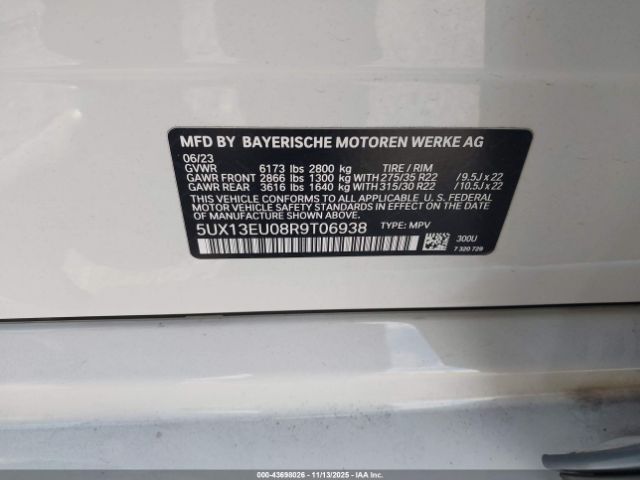 MFD BY BAYERISCHE MOTOREN WERKE AG
06/23
GVWR 6173 lbs 2800 kg TIRE / RIM
GAWR FRONT 2866 lbs 1300 kg WITH 275/35 R22 / 9.5J x 22
GAWR REAR 3616 lbs 1640 kg WITH 315/30 R22 / 10.5J x 22
THIS VEHICLE CONFORMS TO ALL APPLICABLE U. S. FEDERAL
MOTOR VEHICLE SAFETY STANDARDS IN EFFECT
ON THE DATE OF MANUFACTURE SHOWN ABOVE.
5UX13EU08R9T06938 TYPE: MPV
300U
7 320 729
000-43698026 - 11/13/2025 - IAA Inc.